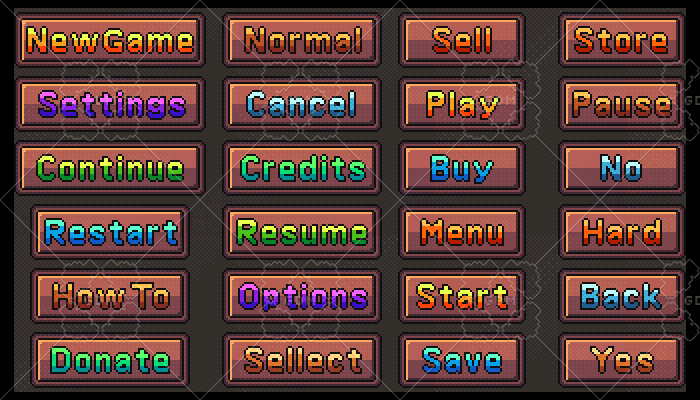 NewGame Normal Sell Store
Settings Cancel Play Pause
Continue Credits Buy No
Restart Resume Menu Hard
How To Options Start Back
Donate Sellect Save Yes